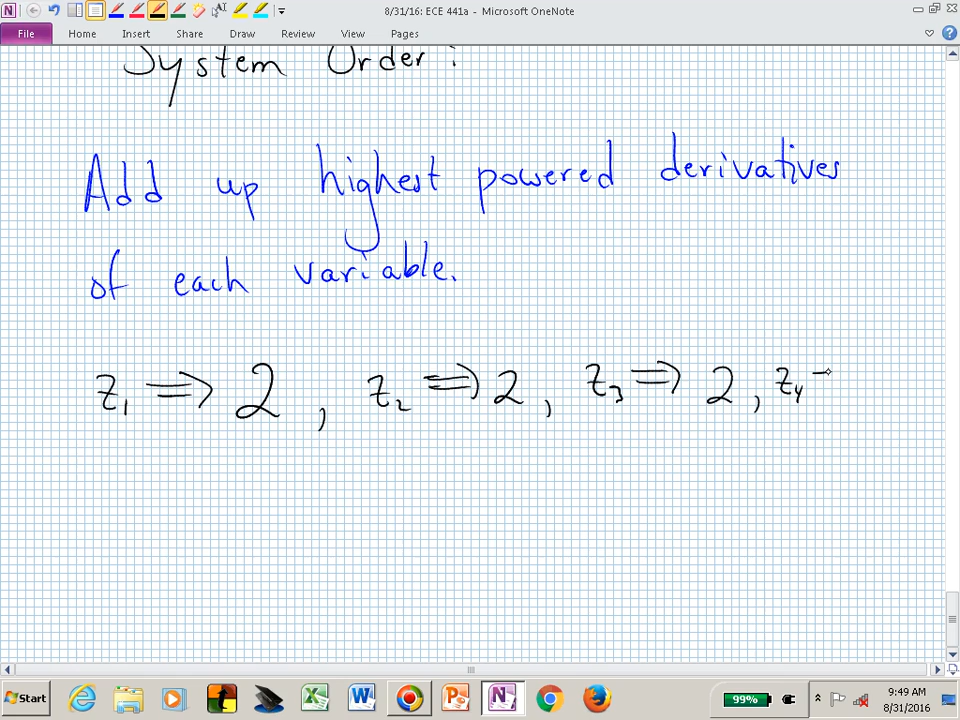 8/31/16: ECE 441a - Microsoft OneNote
File Home Insert Share Draw Review View Pages
System Order:
Add up highest powered derivatives
of each variable.
z₁ ⟹ 2, z₂ ⟹ 2, z₃ ⟹ 2, z₄ -
Start 99% 9:49 AM
8/31/2016